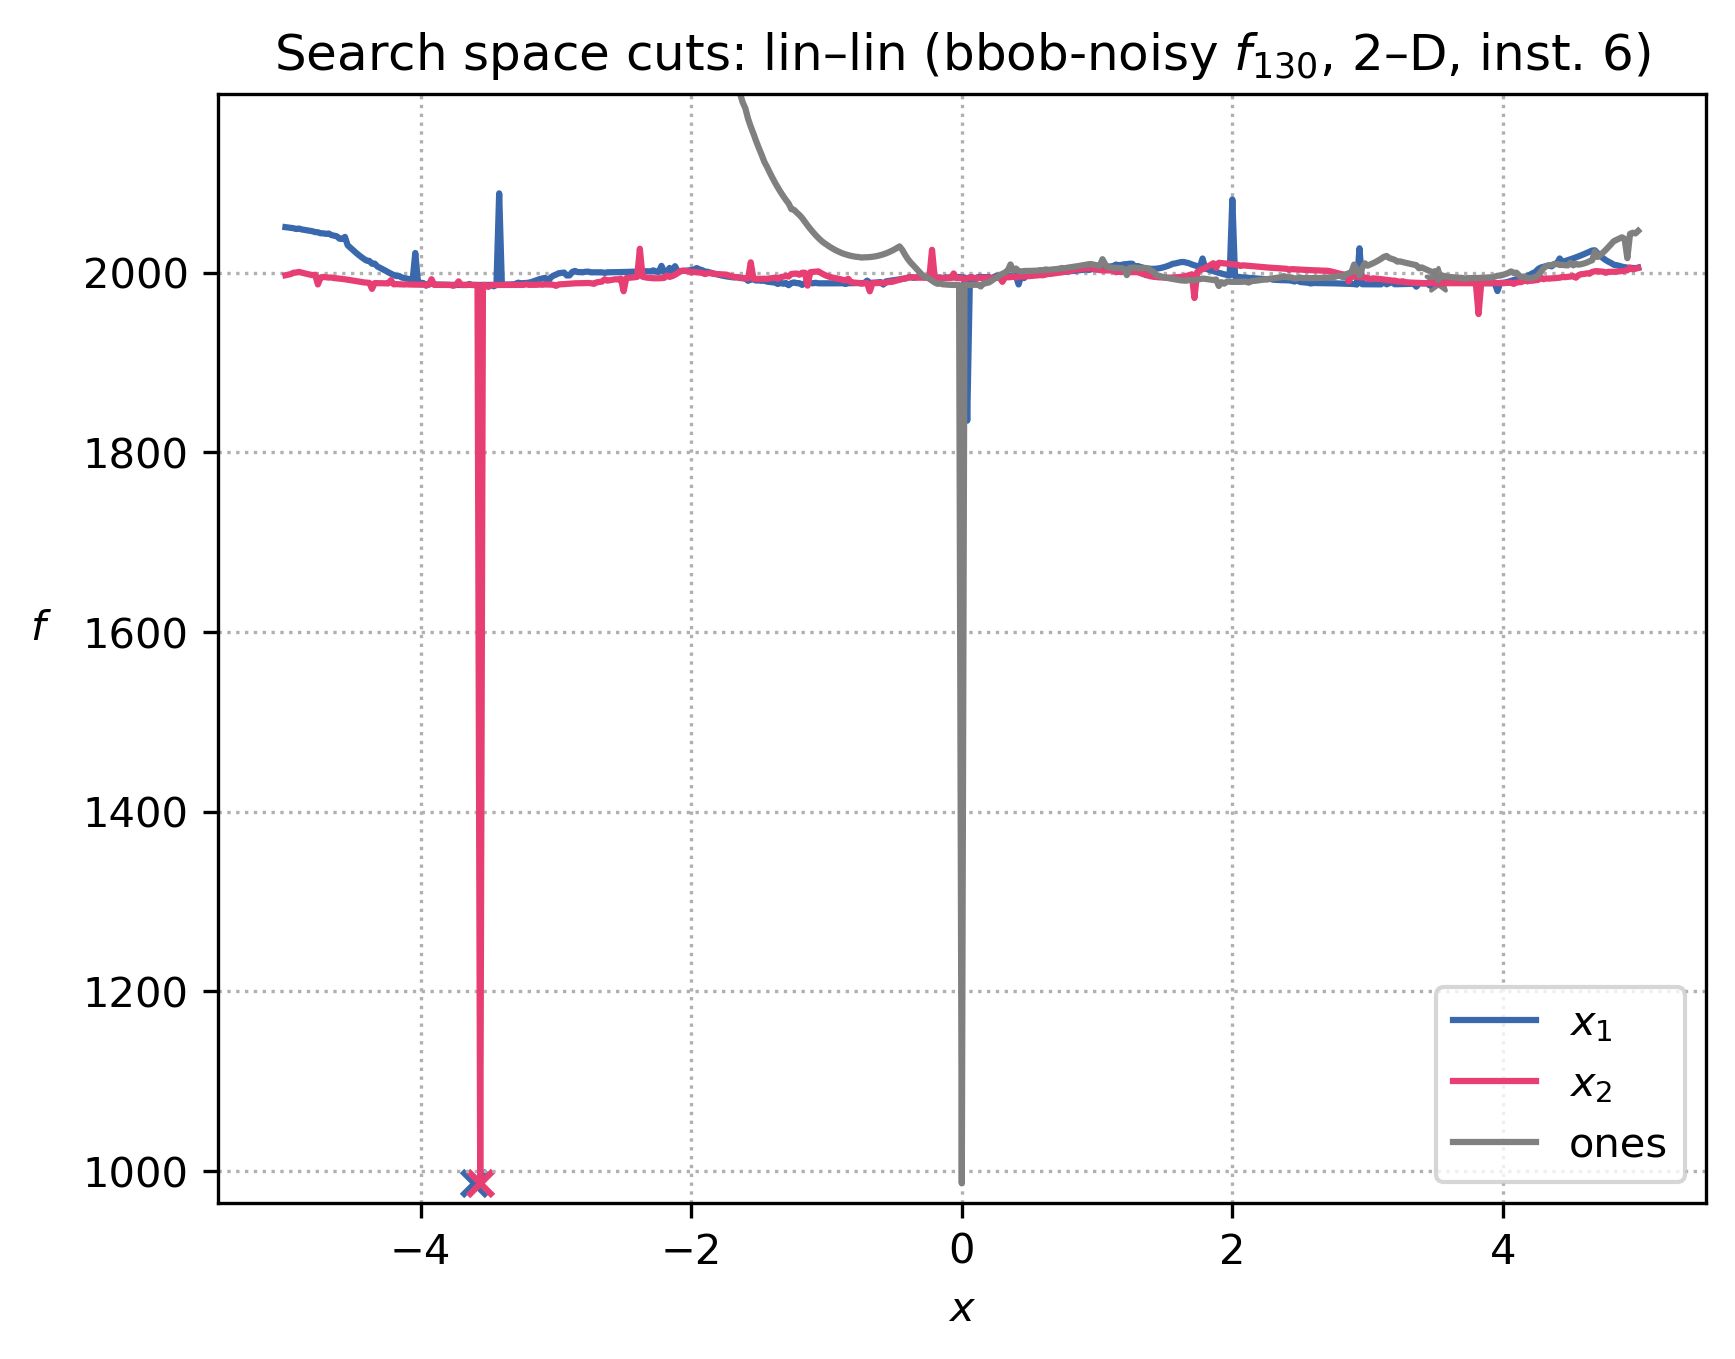 Search space cuts: lin–lin (bbob-noisy f₁₃₀, 2–D, inst. 6)
2000
1800
1600
1400
1200
1000
f
−4
−2
0
2
4
x
x₁
x₂
ones